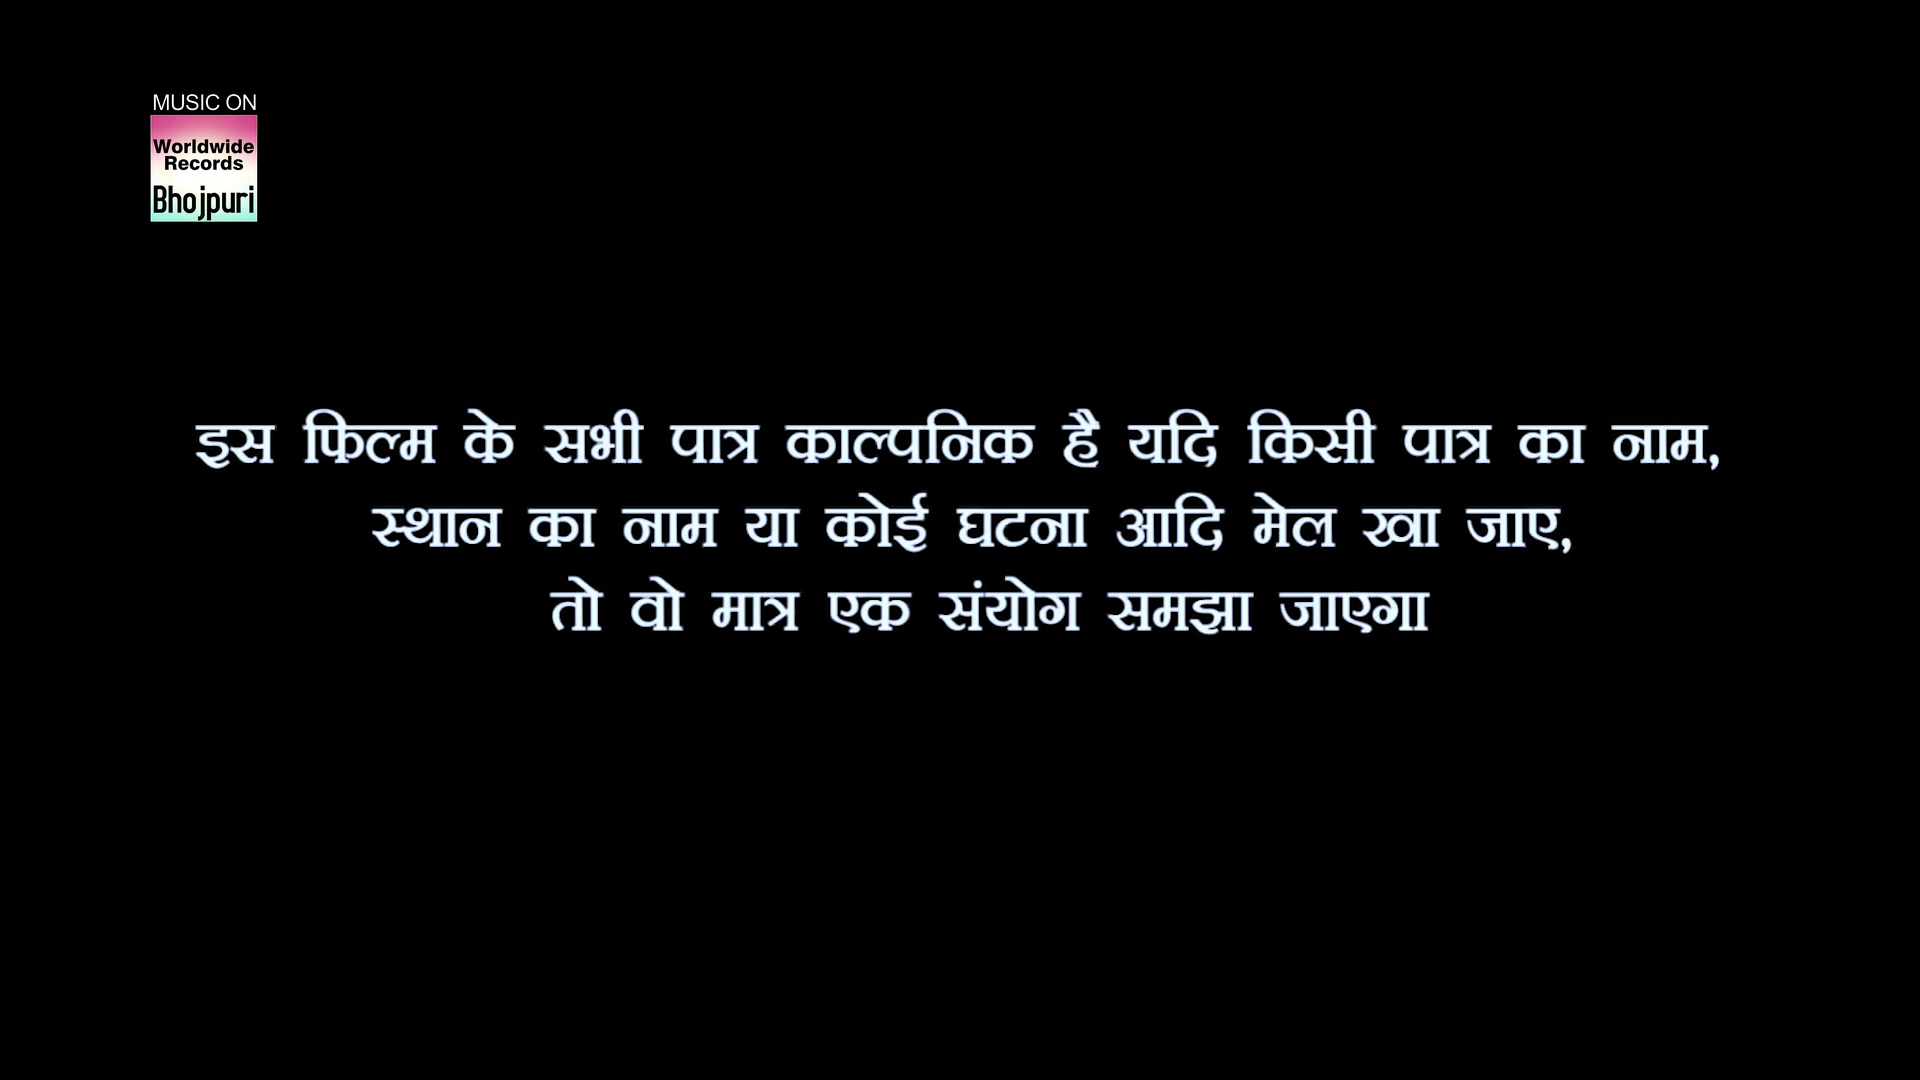 MUSIC ON
Worldwide
Records
Bhojpuri
इस फिल्म के सभी पात्र काल्पनिक है यदि किसी पात्र का नाम,
स्थान का नाम या कोई घटना आदि मेल खा जाए,
तो वो मात्र एक संयोग समझा जाएगा